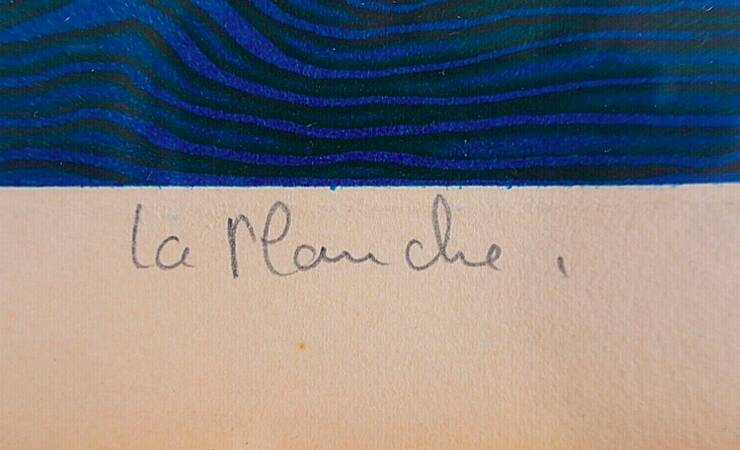 la Planche .